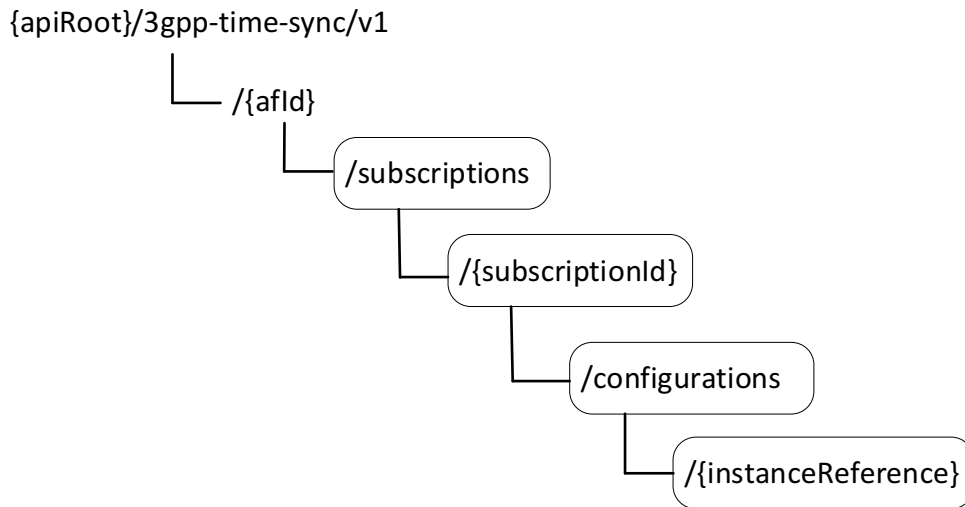 {apiRoot}/3gpp-time-sync/v1
/{afId}
/subscriptions
/{subscriptionId}
/configurations
/{instanceReference}